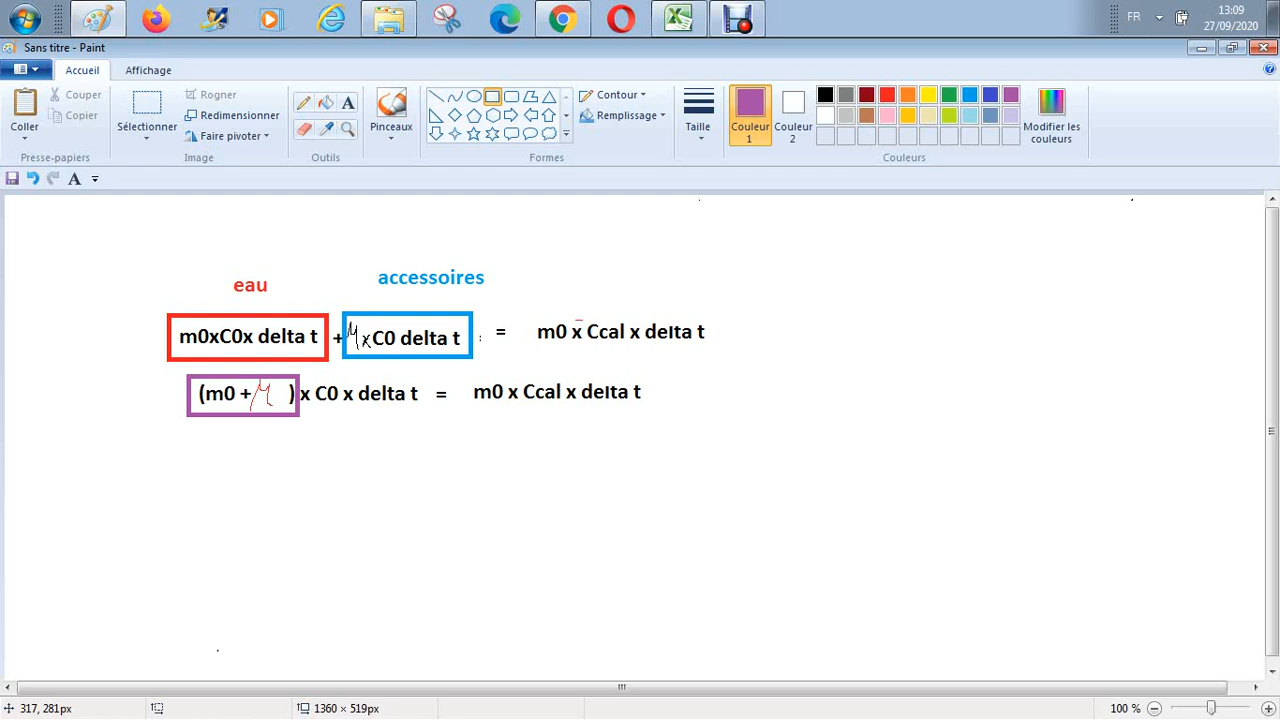 FR
13:09
27/09/2020
Sans titre - Paint
Accueil
Affichage
Coller
Couper
Copier
Presse-papiers
Sélectionner
Rogner
Redimensionner
Faire pivoter
Image
A
Outils
Pinceaux
Contour
Remplissage
Formes
Taille
Couleur 1
Couleur 2
Modifier les couleurs
Couleurs
A
eau
accessoires
m0xC0x delta t + μ xC0 delta t = m0 x Ccal x delta t
(m0 + μ ) x C0 x delta t = m0 x Ccal x delta t
317, 281px
1360 × 519px
100 %